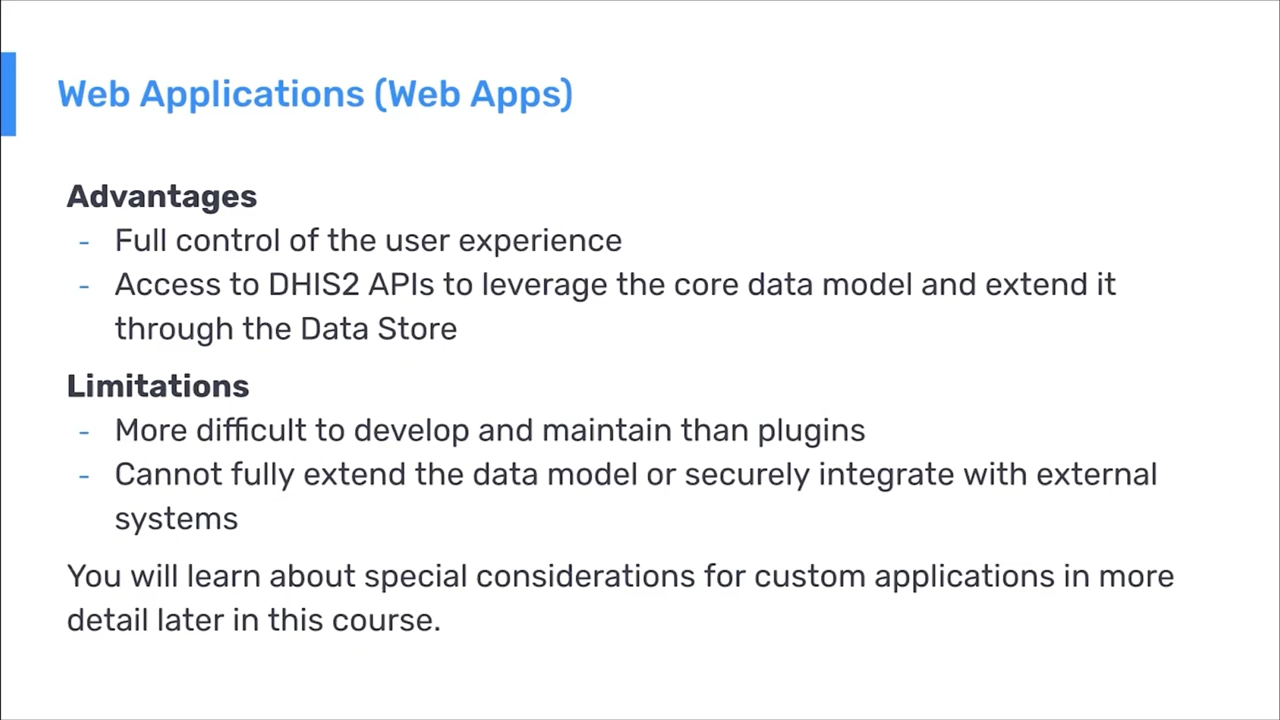 Web Applications (Web Apps)
Advantages
- Full control of the user experience
- Access to DHIS2 APIs to leverage the core data model and extend it
through the Data Store
Limitations
- More difficult to develop and maintain than plugins
- Cannot fully extend the data model or securely integrate with external
systems
You will learn about special considerations for custom applications in more
detail later in this course.